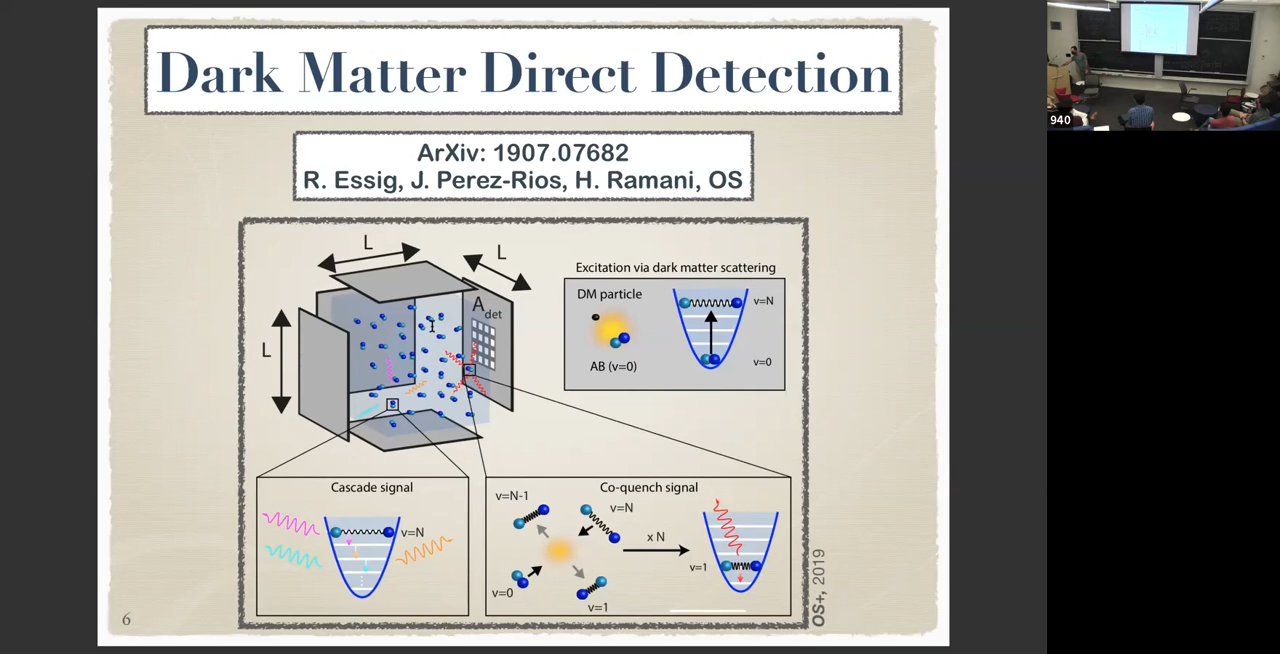 Dark Matter Direct Detection
ArXiv: 1907.07682
R. Essig, J. Perez-Rios, H. Ramani, OS
L
L
L
A det
Excitation via dark matter scattering
DM particle
AB (v=0)
v=N
v=0
Cascade signal
v=N
Co-quench signal
v=N-1
v=N
v=0
v=1
x N
v=1
OS+, 2019
6
940